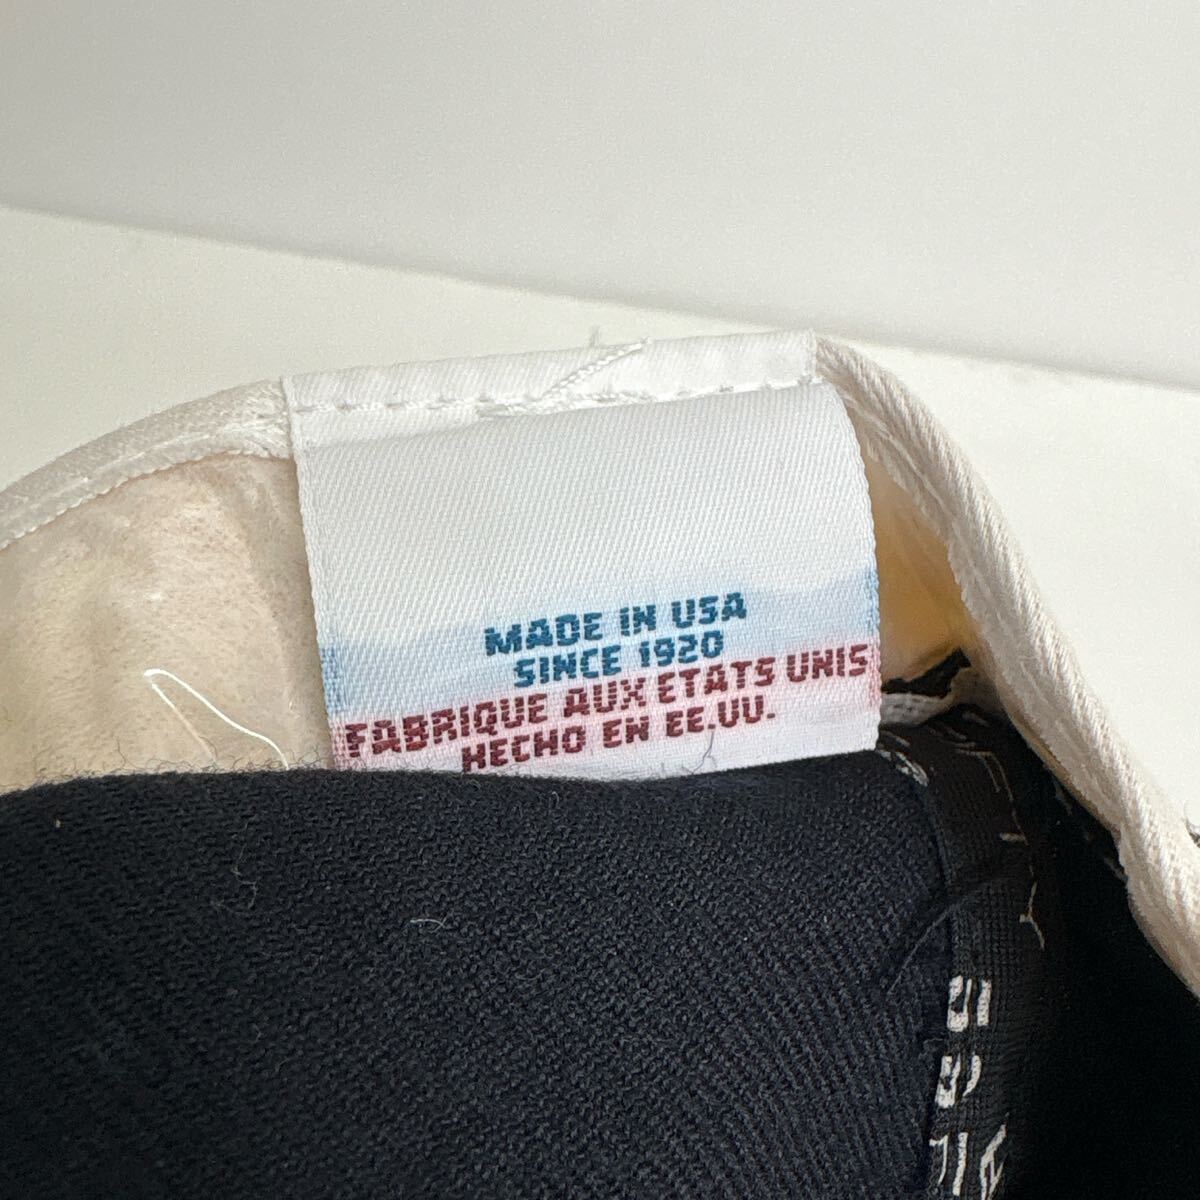 MADE IN USA
SINCE 1920
FABRIQUE AUX ETATS UNIS
HECHO EN EE.UU.